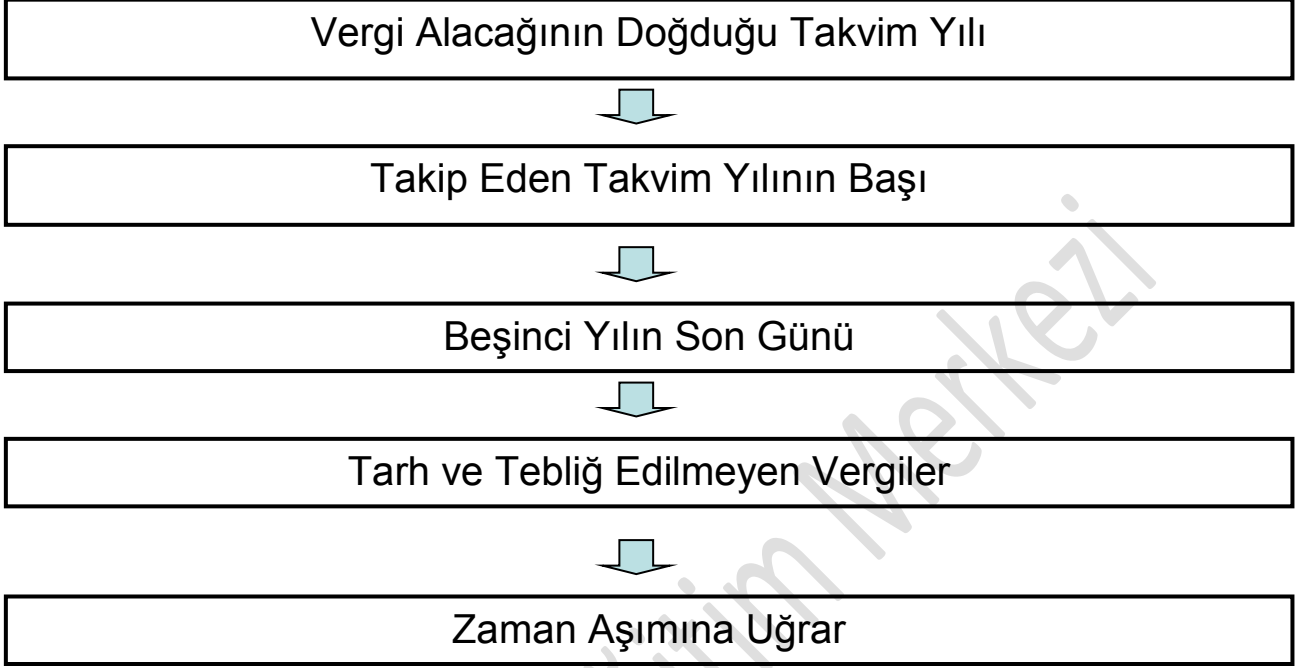 Vergi Alacağının Doğduğu Takvim Yılı
Takip Eden Takvim Yılının Başı
Beşinci Yılın Son Günü
Tarh ve Tebliğ Edilmeyen Vergiler
Zaman Aşımına Uğrar
Merkezi